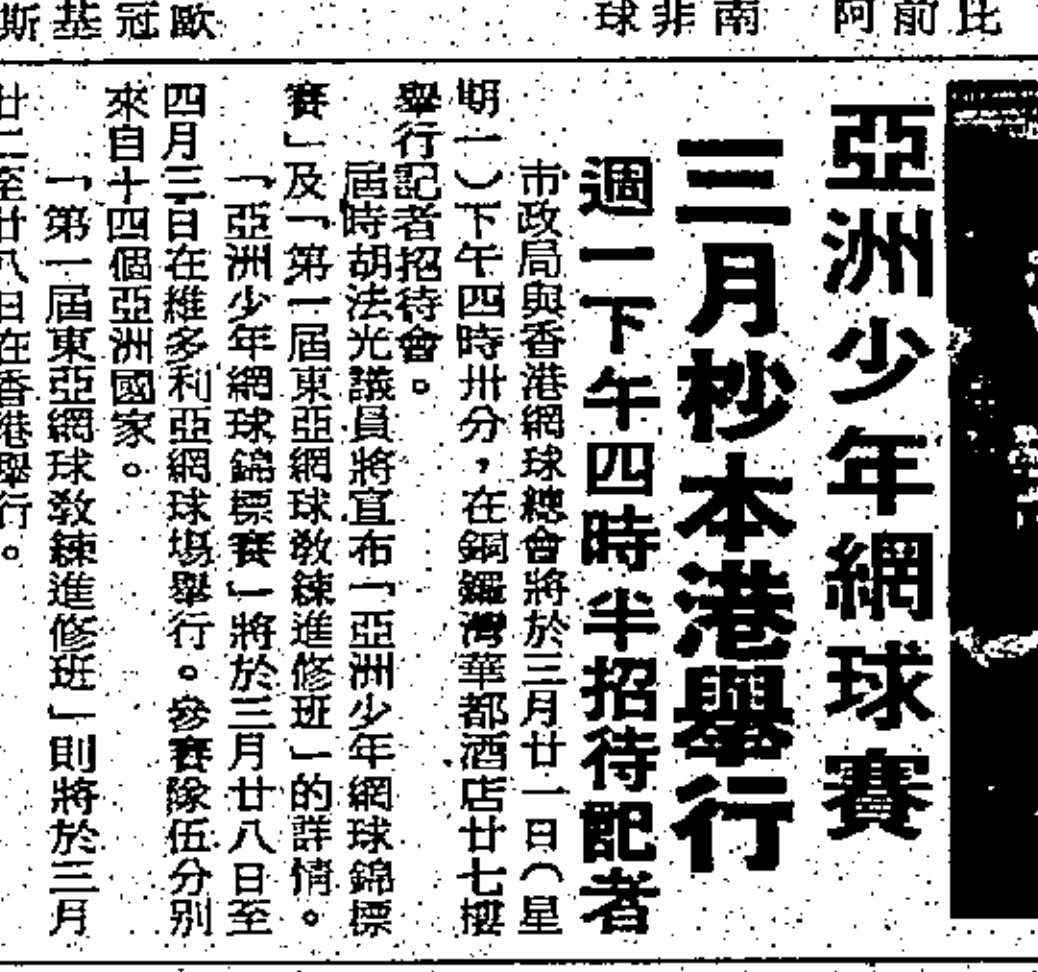 比前阿
南非球
歐冠基斯
亞洲少年網球賽
三月杪本港舉行
週一下午四時半招待記者
市政局與香港網球總會將於三月廿一日（星
期一）下午四時卅分，在銅鑼灣華都酒店廿七樓
舉行記者招待會。
屆時胡法光議員將宣布「亞洲少年網球錦標
賽」及「第一屆東亞網球教練進修班」的詳情。
「亞洲少年網球錦標賽」將於三月廿八日至
四月三日在維多利亞網球場舉行。參賽隊伍分別
來自十四個亞洲國家。
「第一屆東亞網球教練進修班」則將於三月
廿二至廿八日在香港舉行。